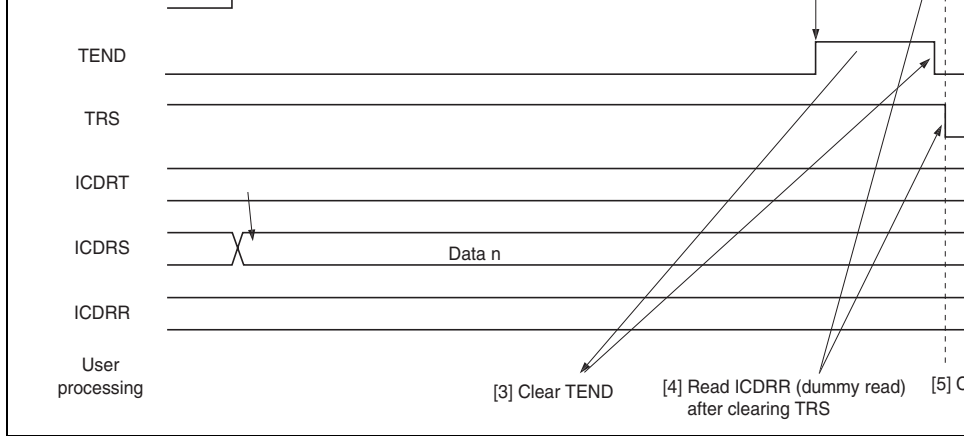 TEND
TRS
ICDRT
ICDRS
Data n
ICDRR
User
processing
[3] Clear TEND
[4] Read ICDRR (dummy read)
after clearing TRS
[5] C